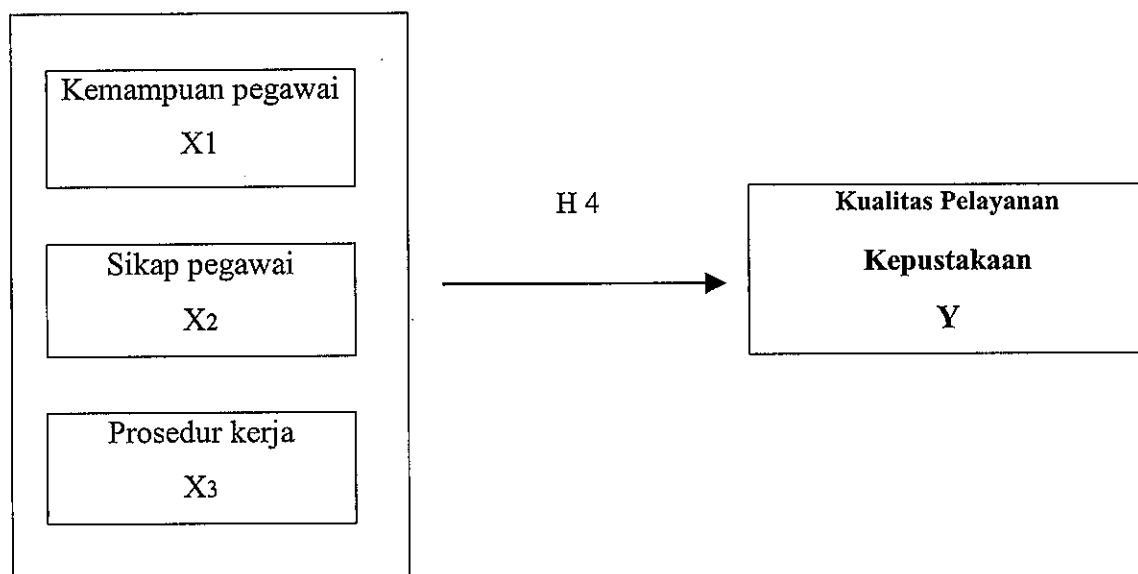 Kemampuan pegawai
X1
Sikap pegawai
X2
Prosedur kerja
X3
H 4
Kualitas Pelayanan
Kepustakaan
Y